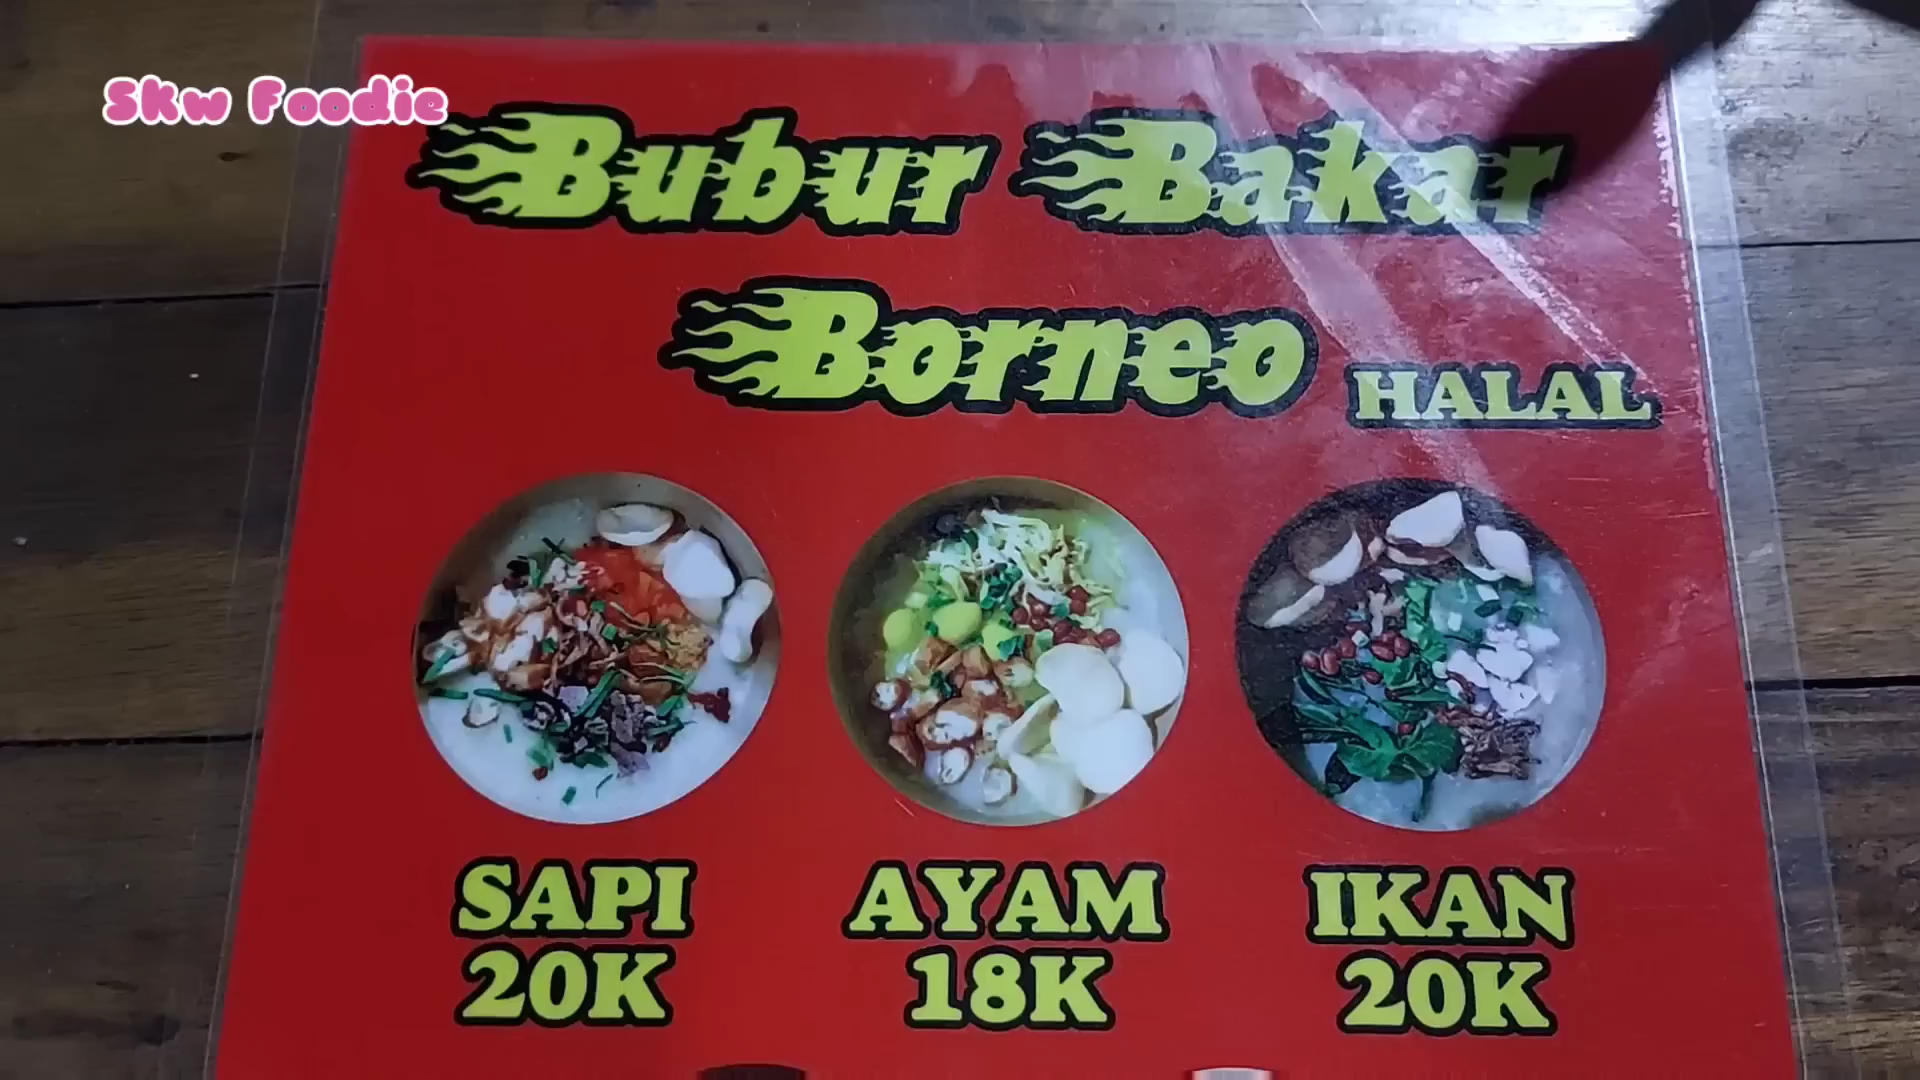 Skw Foodie
Bubur Bakar
Borneo
HALAL
SAPI
20K
AYAM
18K
IKAN
20K